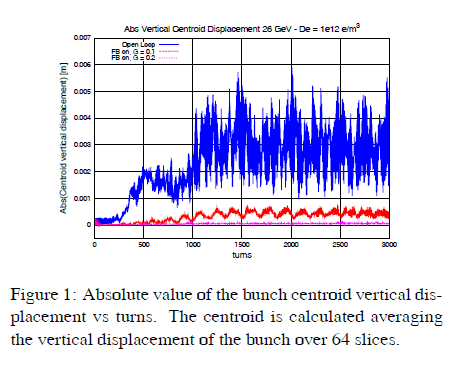 Abs Vertical Centroid Displacement 26 GeV - De = 1e12 e/m³
0.007
0.006
0.005
0.004
0.003
0.002
0.001
0
Abs(Centroid vertical displacement) [m]
Open Loop
FB on, G = 0.1
FB on, G = 0.2
0 500 1000 1500 2000 2500 3000
turns
Figure 1: Absolute value of the bunch centroid vertical dis-
placement vs turns. The centroid is calculated averaging
the vertical displacement of the bunch over 64 slices.